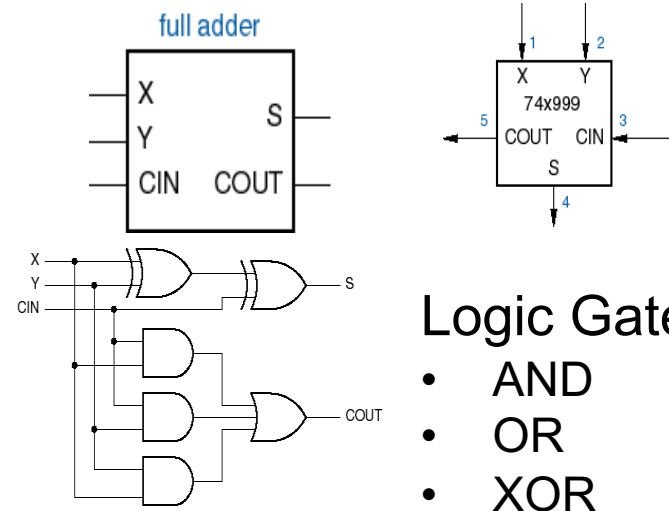 full adder
X
Y
CIN
S
COUT
1
2
X
Y
74x999
5
3
COUT
CIN
S
4
X
Y
CIN
S
COUT
Logic Gate
• AND
• OR
• XOR